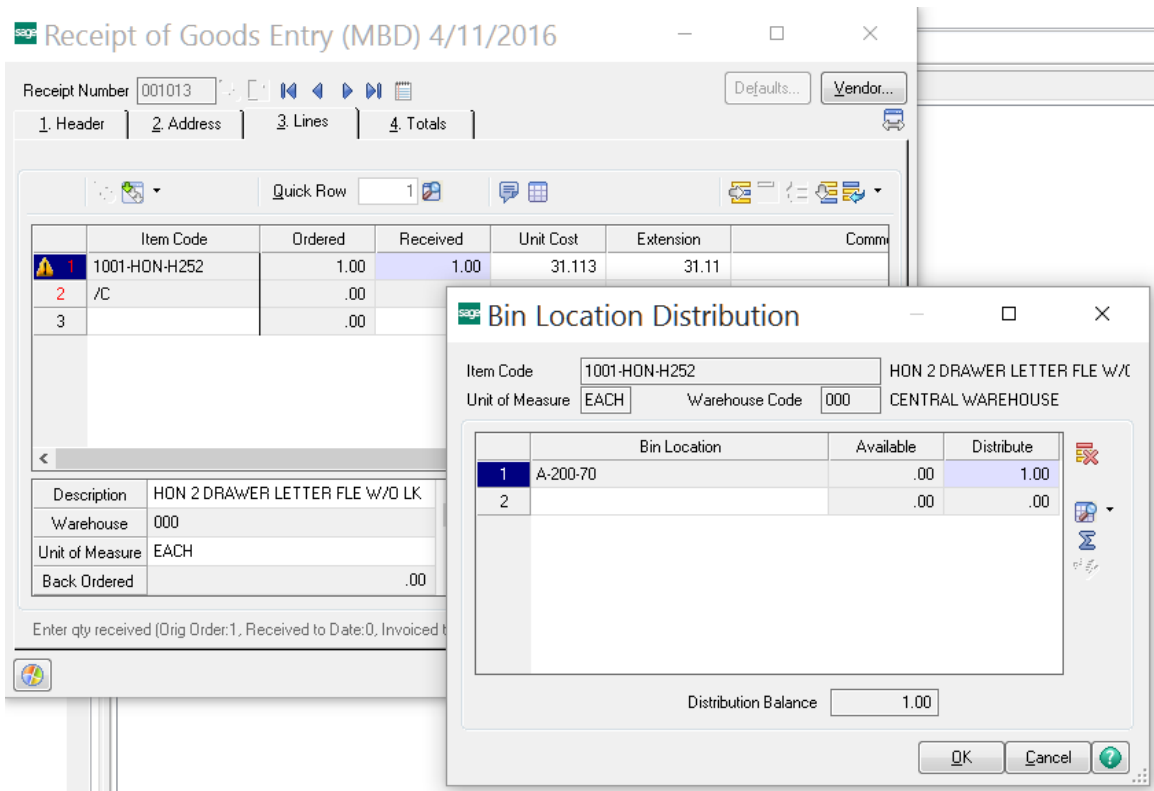 sage Receipt of Goods Entry (MBD) 4/11/2016
Receipt Number 001013 Defaults... Vendor...
1. Header 2. Address 3. Lines 4. Totals
Quick Row 1
Item Code Ordered Received Unit Cost Extension
1 1001-HON-H252 1.00 1.00 31.113 31.11
2 /C .00
3 .00
Description HON 2 DRAWER LETTER FLE W/O LK
Warehouse 000
Unit of Measure EACH
Back Ordered .00
Enter qty received (Orig Order:1, Received to Date:0, Invoiced
sage Bin Location Distribution
Item Code 1001-HON-H252 HON 2 DRAWER LETTER FLE
Unit of Measure EACH Warehouse Code 000 CENTRAL WAREHOUSE
Bin Location Available Distribute
1 A-200-70 .00 1.00
2 .00 .00
Distribution Balance 1.00
OK Cancel